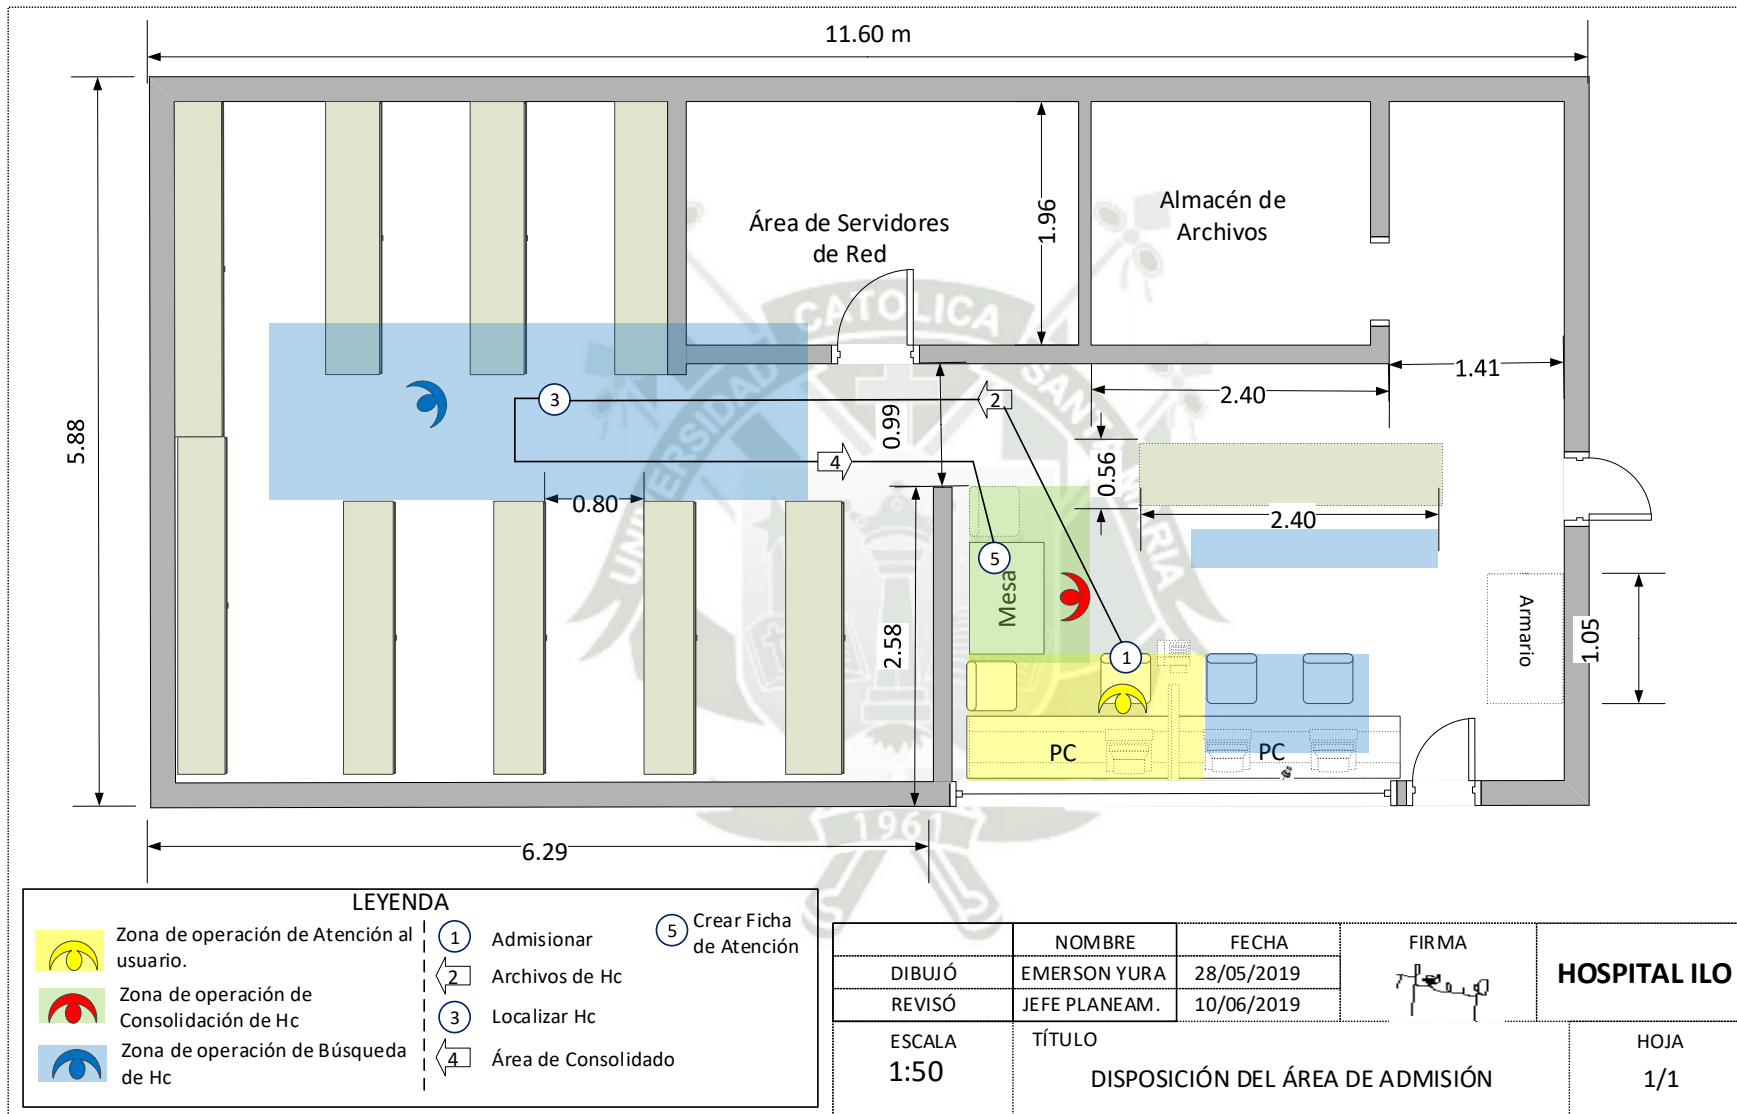 11.60 m
5.88
Área de Servidores
de Red
1.96
Almacén de
Archivos
CATOLICA
UNIVERSIDAD
SANTA MARIA
1961
1.41
2.40
3
2
0.99
4
0.56
0.80
2.40
5
Mesa
1
2.58
Armario
1.05
PC
PC
6.29
LEYENDA
Zona de operación de Atención al
usuario.
Zona de operación de
Consolidación de Hc
Zona de operación de Búsqueda
de Hc
1 Admisionar
2 Archivos de Hc
3 Localizar Hc
4 Área de Consolidado
5 Crear Ficha
de Atención
NOMBRE FECHA FIRMA
DIBUJÓ EMERSON YURA 28/05/2019
REVISÓ JEFE PLANEAM. 10/06/2019
HOSPITAL ILO
ESCALA
1:50
TÍTULO
DISPOSICIÓN DEL ÁREA DE ADMISIÓN
HOJA
1/1